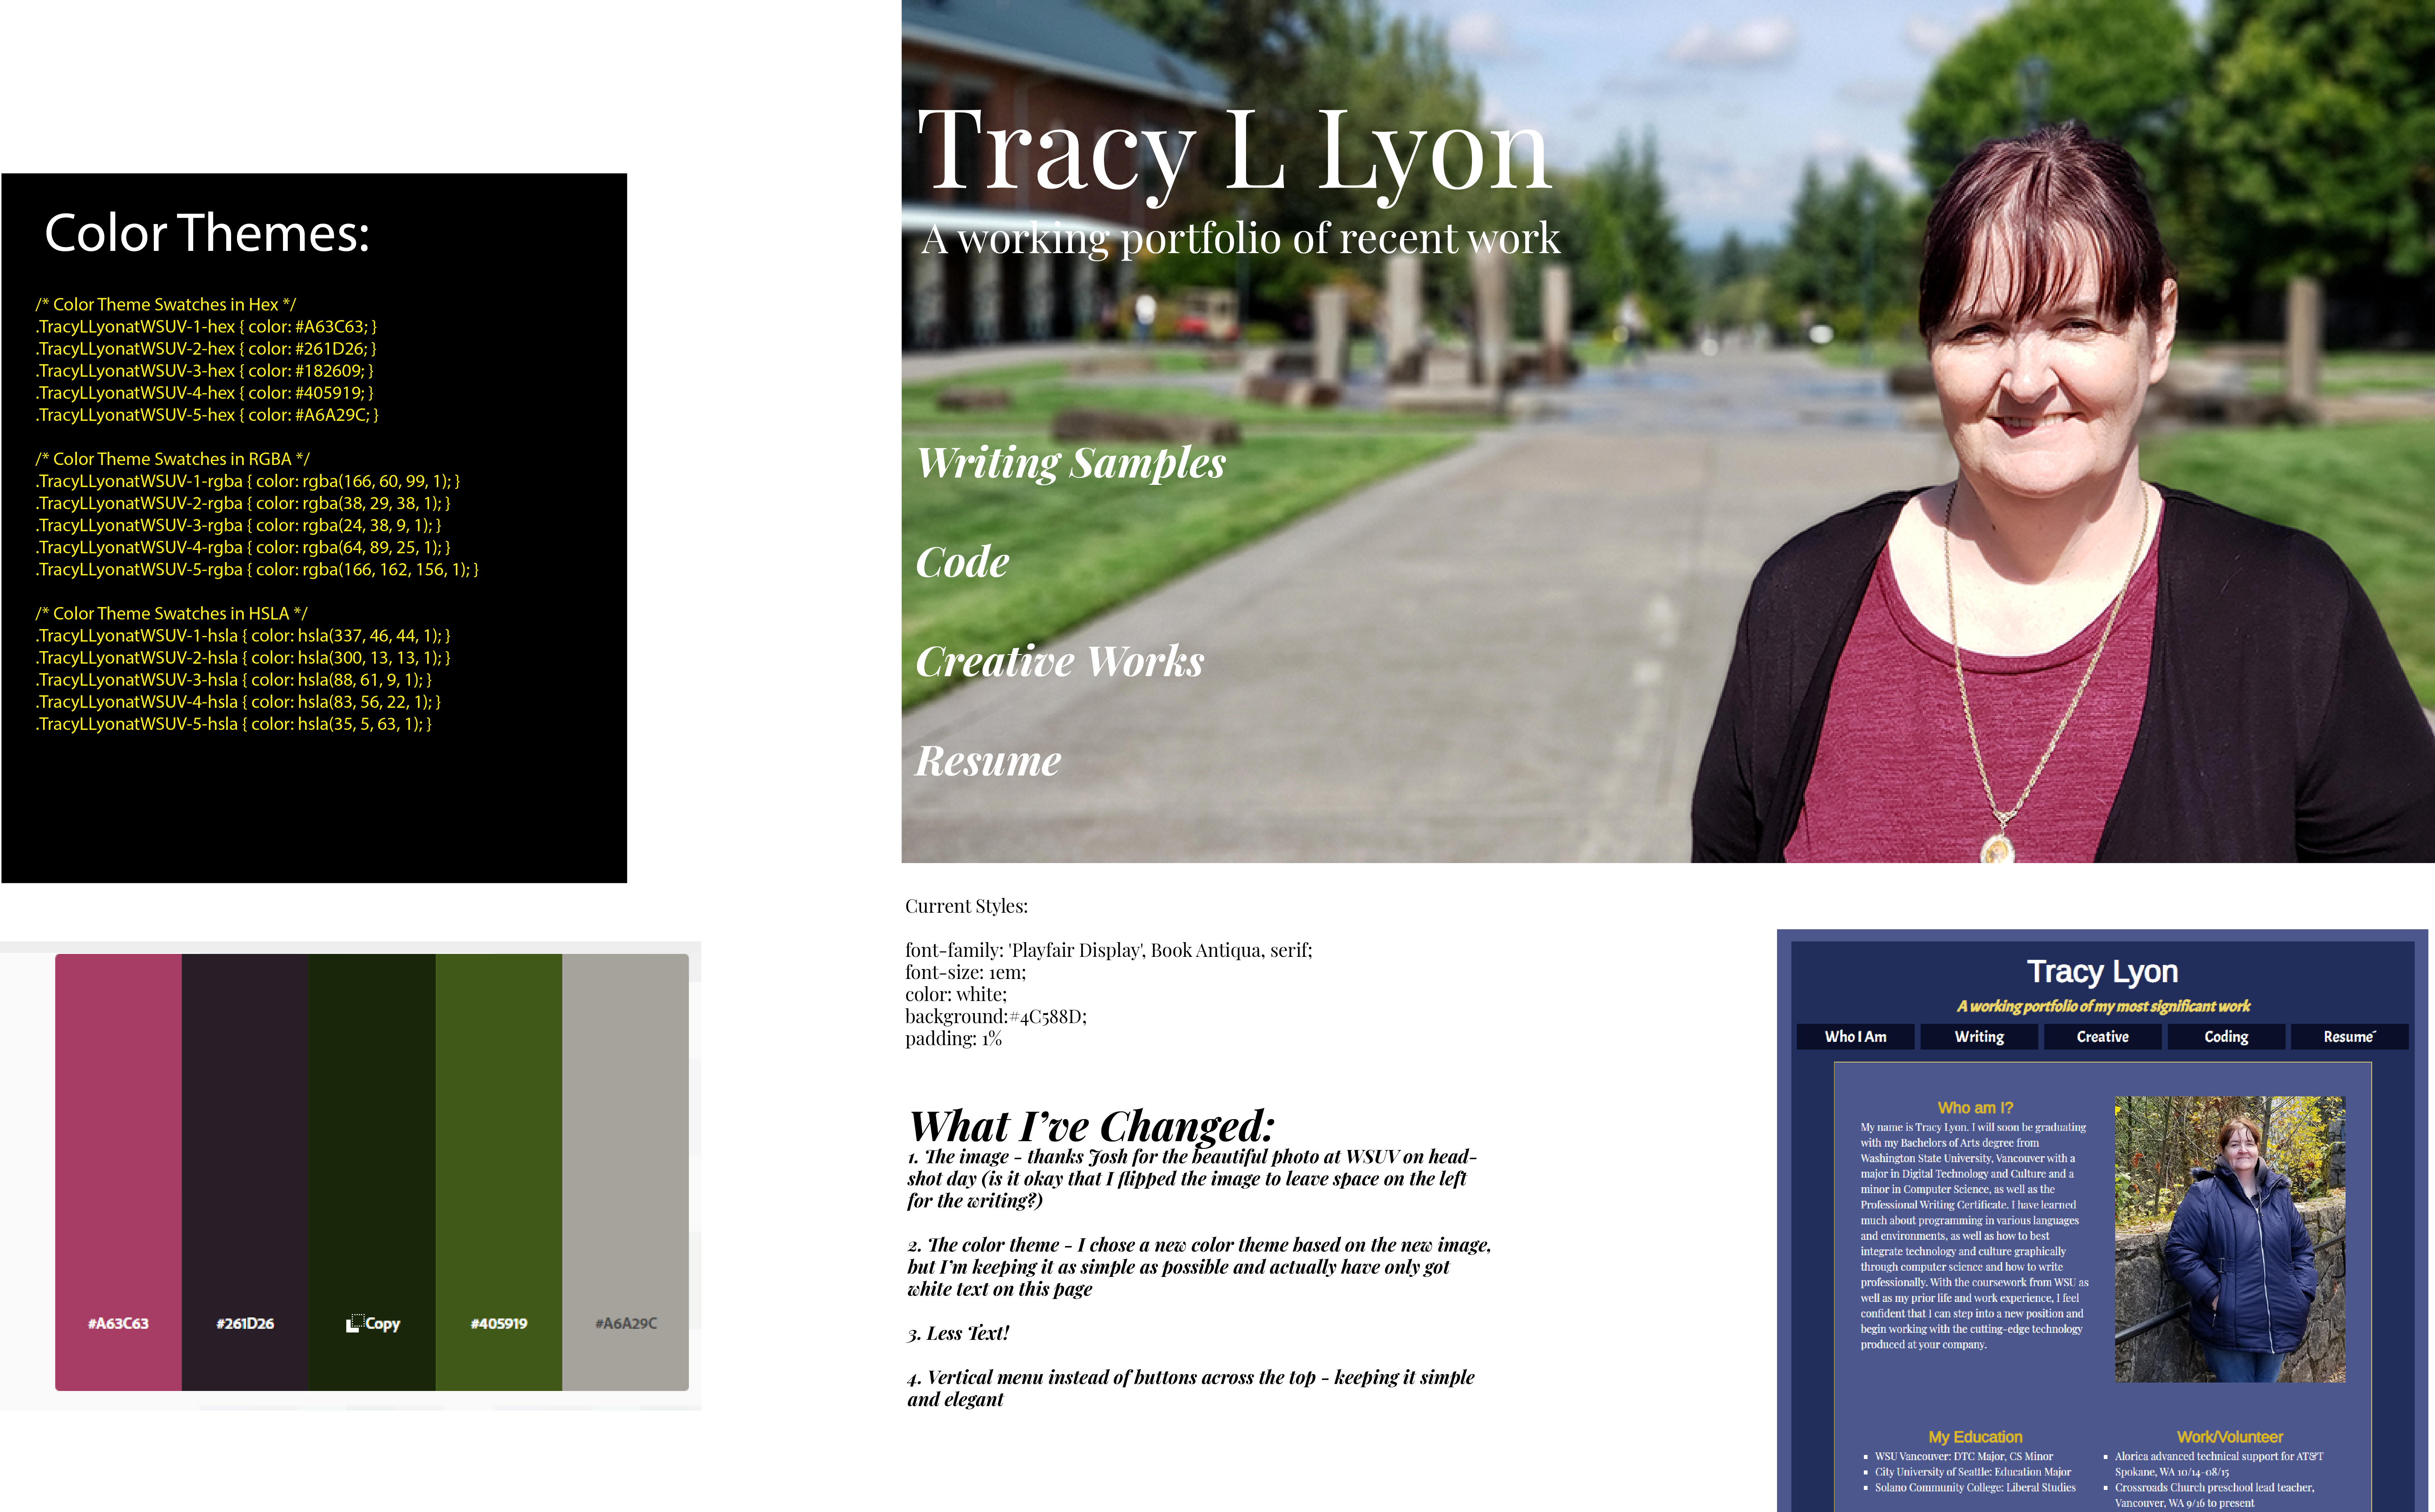 Color Themes:
/* Color Theme Swatches in Hex */
.TracyLLyonatWSUV-1-hex { color: #A63C63; }
.TracyLLyonatWSUV-2-hex { color: #261D26; }
.TracyLLyonatWSUV-3-hex { color: #182609; }
.TracyLLyonatWSUV-4-hex { color: #405919; }
.TracyLLyonatWSUV-5-hex { color: #A6A29C; }
/* Color Theme Swatches in RGBA */
.TracyLLyonatWSUV-1-rgba { color: rgba(166, 60, 99, 1); }
.TracyLLyonatWSUV-2-rgba { color: rgba(38, 29, 38, 1); }
.TracyLLyonatWSUV-3-rgba { color: rgba(24, 38, 9, 1); }
.TracyLLyonatWSUV-4-rgba { color: rgba(64, 89, 25, 1); }
.TracyLLyonatWSUV-5-rgba { color: rgba(166, 162, 156, 1); }
/* Color Theme Swatches in HSLA */
.TracyLLyonatWSUV-1-hsla { color: hsla(337, 46, 44, 1); }
.TracyLLyonatWSUV-2-hsla { color: hsla(300, 13, 13, 1); }
.TracyLLyonatWSUV-3-hsla { color: hsla(88, 61, 9, 1); }
.TracyLLyonatWSUV-4-hsla { color: hsla(83, 56, 22, 1); }
.TracyLLyonatWSUV-5-hsla { color: hsla(35, 5, 63, 1); }
#A63C63
#261D26
Copy
#405919
#A6A29C
Tracy L Lyon
A working portfolio of recent work
Writing Samples
Code
Creative Works
Resume
Current Styles:
font-family: 'Playfair Display', Book Antiqua, serif;
font-size: 1em;
color: white;
background:#4C588D;
padding: 1%
What I’ve Changed:
1. The image - thanks Josh for the beautiful photo at WSUV on head-
shot day (is it okay that I flipped the image to leave space on the left
for the writing?)
2. The color theme - I chose a new color theme based on the new image,
but I’m keeping it as simple as possible and actually have only got
white text on this page
3. Less Text!
4. Vertical menu instead of buttons across the top - keeping it simple
and elegant
Tracy Lyon
A working portfolio of my most significant work
Who I Am
Writing
Creative
Coding
Resume´
Who am I?
My name is Tracy Lyon. I will soon be graduating
with my Bachelors of Arts degree from
Washington State University, Vancouver with a
major in Digital Technology and Culture and a
minor in Computer Science, as well as the
Professional Writing Certificate. I have learned
much about programming in various languages
and environments, as well as how to best
integrate technology and culture graphically
through computer science and how to write
professionally. With the coursework from WSU as
well as my prior life and work experience, I feel
confident that I can step into a new position and
begin working with the cutting-edge technology
produced at your company.
My Education
WSU Vancouver: DTC Major, CS Minor
City University of Seattle: Education Major
Solano Community College: Liberal Studies
Work/Volunteer
Alorica advanced technical support for AT&T
Spokane, WA 10/14-08/15
Crossroads Church preschool lead teacher,
Vancouver, WA 9/16 to present